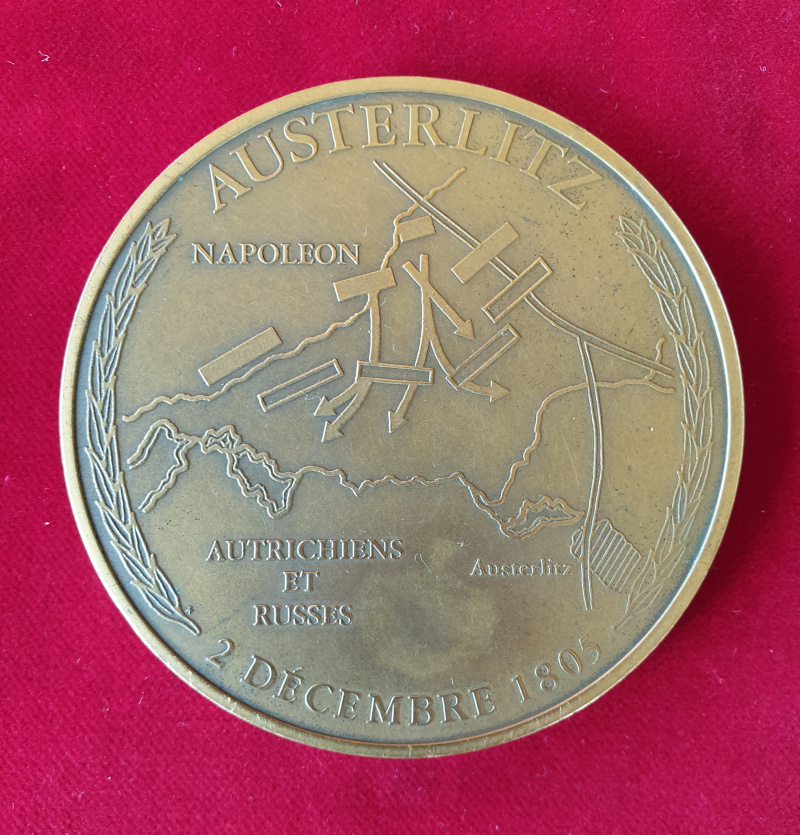 AUSTERLITZ
NAPOLEON
AUTRICHIENS
ET
RUSSES
Austerlitz
2 DÉCEMBRE 1805